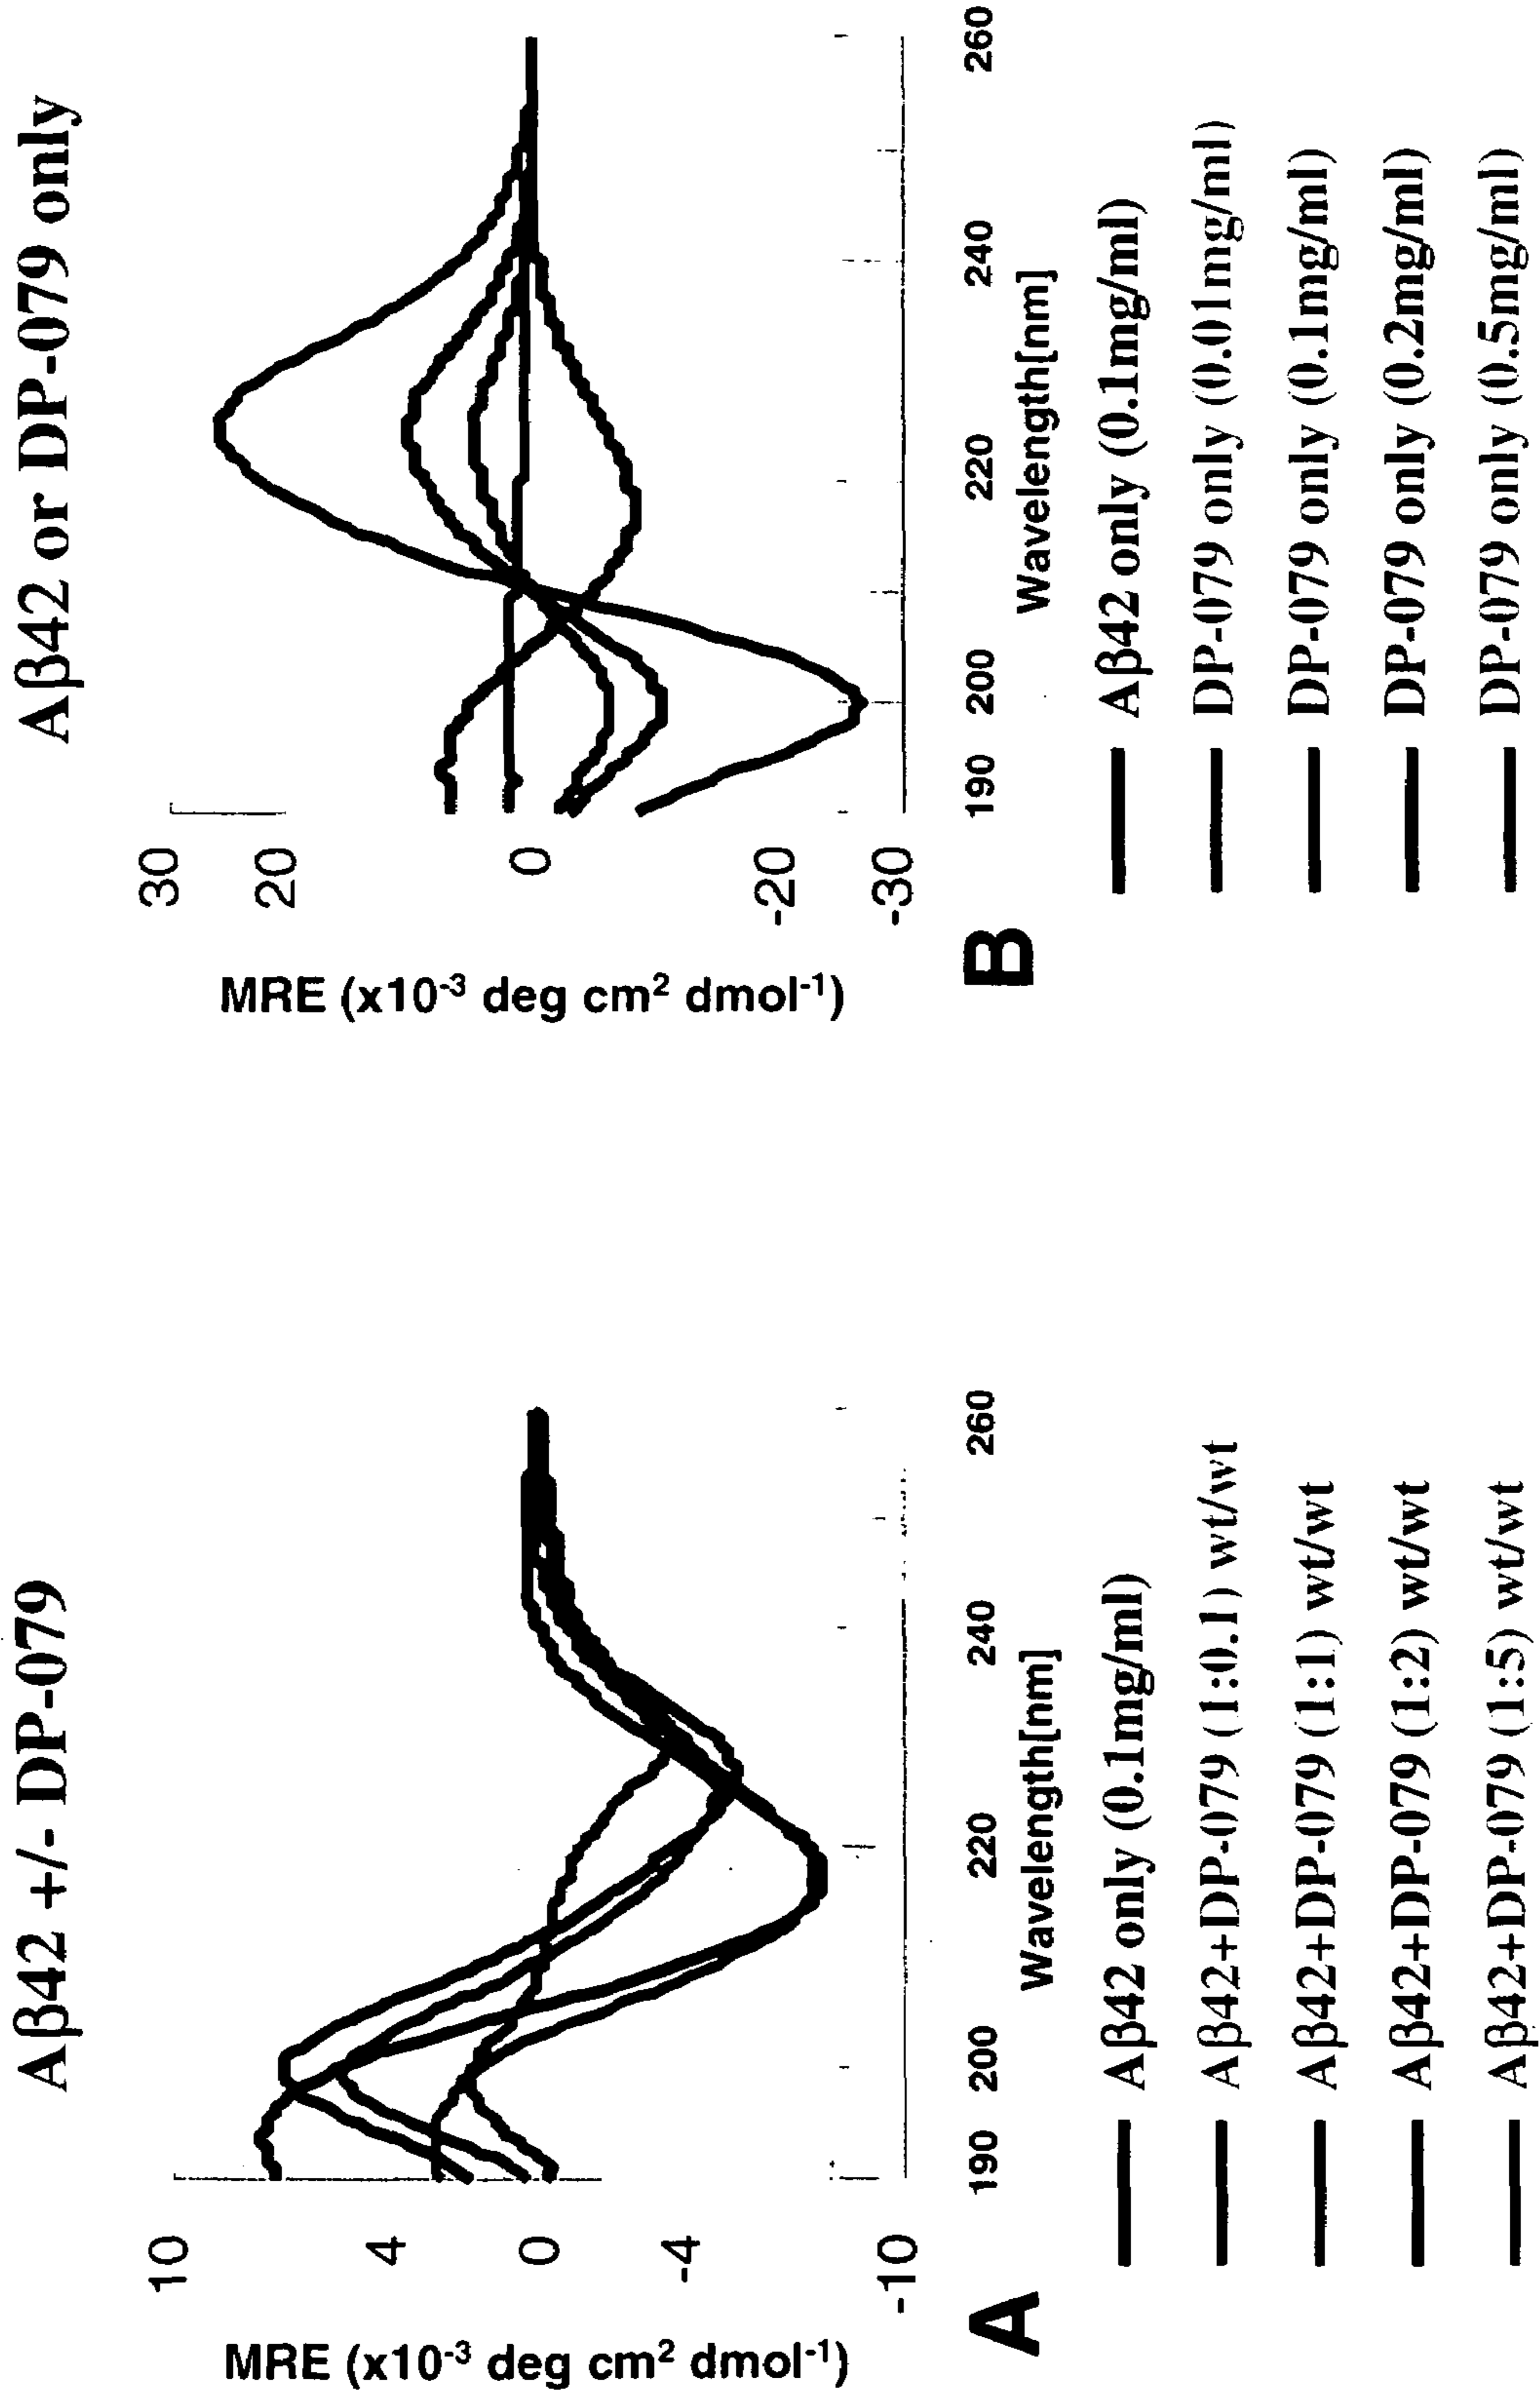 Aβ42 +/- DP-079
MRE (x10⁻³ deg cm² dmol⁻¹)
10
4
0
-4
-10
190 200 220 240 260
Wavelength[nm]
A
Aβ42 only (0.1mg/ml)
Aβ42+DP-079 (1:0.1) wt/wt
Aβ42+DP-079 (1:1) wt/wt
Aβ42+DP-079 (1:2) wt/wt
Aβ42+DP-079 (1:5) wt/wt
Aβ42 or DP-079 only
MRE (x10⁻³ deg cm² dmol⁻¹)
30
20
0
-20
-30
190 200 220 240 260
Wavelength[nm]
B
Aβ42 only (0.1mg/ml)
DP-079 only (0.01mg/ml)
DP-079 only (0.1mg/ml)
DP-079 only (0.2mg/ml)
DP-079 only (0.5mg/ml)